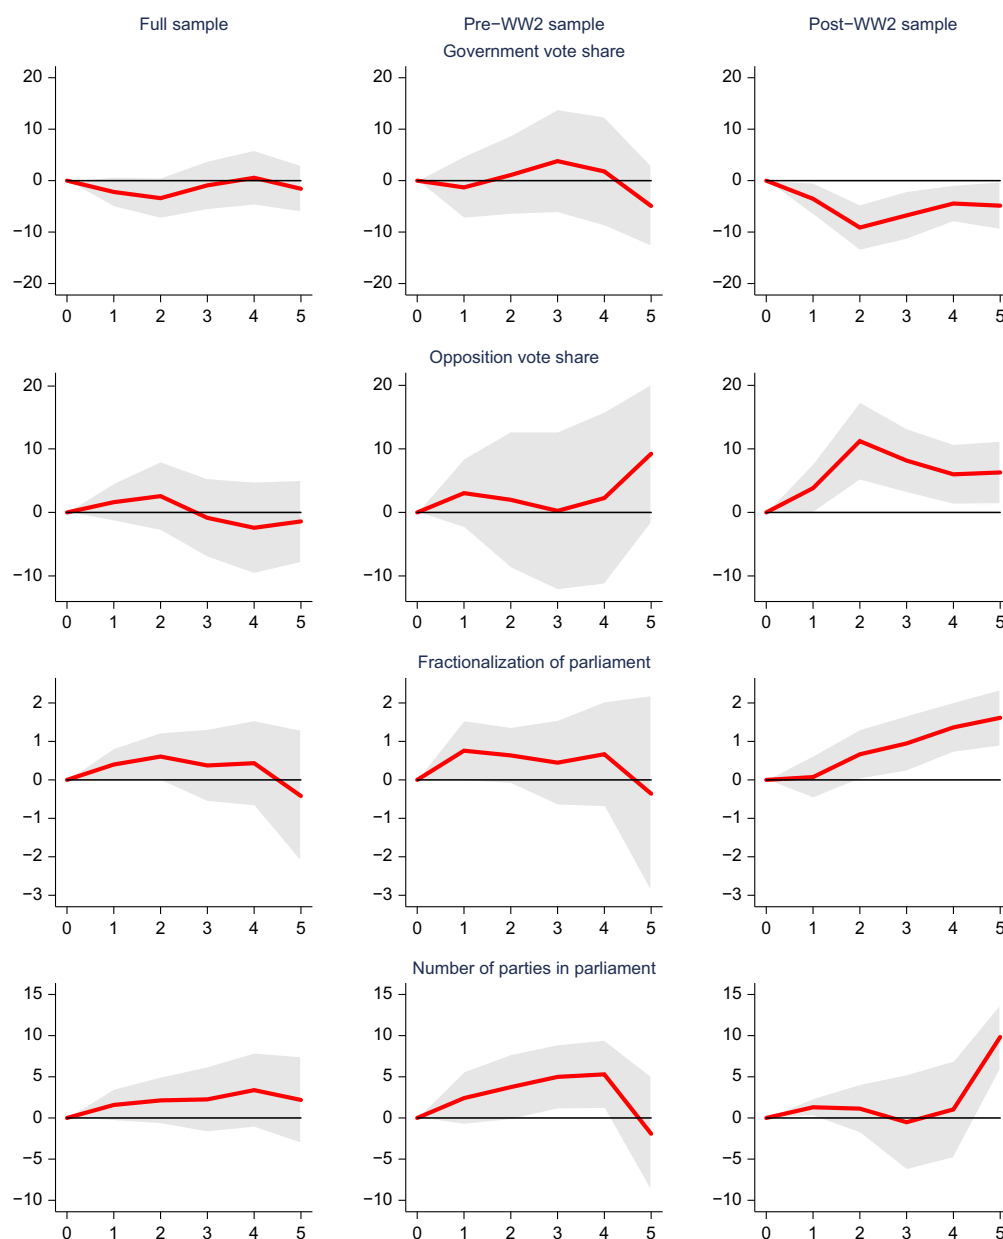 Full sample Pre−WW2 sample Post−WW2 sample
Government vote share
20 20 20
10 10 10
0 0 0
−10 −10 −10
−20 −20 −20
0 1 2 3 4 5 0 1 2 3 4 5 0 1 2 3 4 5
Opposition vote share
20 20 20
10 10 10
0 0 0
−10 −10 −10
0 1 2 3 4 5 0 1 2 3 4 5 0 1 2 3 4 5
Fractionalization of parliament
2 2 2
1 1 1
0 0 0
−1 −1 −1
−2 −2 −2
−3 −3 −3
0 1 2 3 4 5 0 1 2 3 4 5 0 1 2 3 4 5
Number of parties in parliament
15 15 15
10 10 10
5 5 5
0 0 0
−5 −5 −5
−10 −10 −10
0 1 2 3 4 5 0 1 2 3 4 5 0 1 2 3 4 5